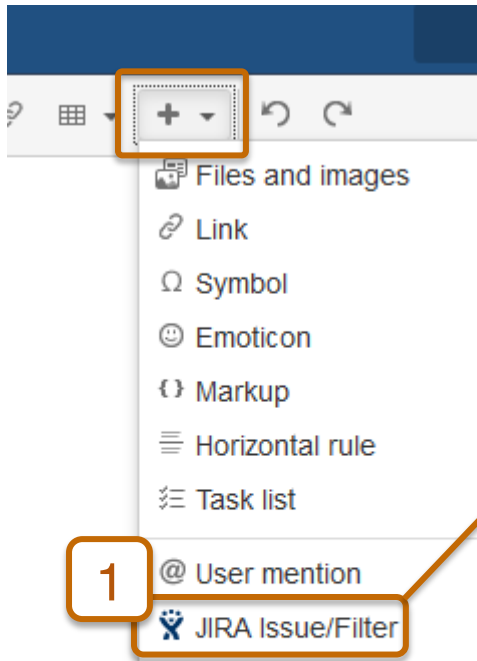 Files and images
Link
Ω Symbol
Emoticon
{} Markup
Horizontal rule
Task list
1
@ User mention
JIRA Issue/Filter